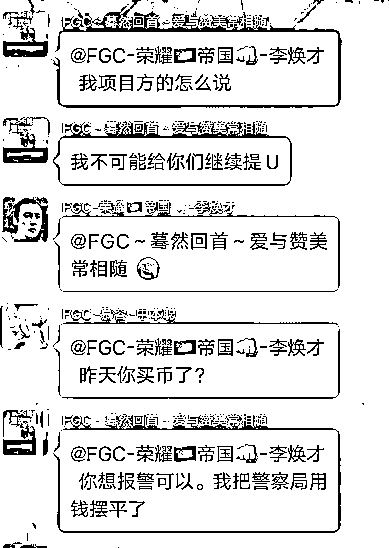 FGC~蓦然回首~爱与赞美常相随
@FGC-荣耀帝国-李焕才
我项目方的怎么说
FGC~蓦然回首~爱与赞美常相随
我不可能给你们继续提U
FGC-荣耀帝国-李焕才
@FGC~蓦然回首~爱与赞美
常相随
@FGC-荣耀帝国-李焕才
昨天你买币了?
FGC~蓦然回首~爱与赞美常相随
@FGC-荣耀帝国-李焕才
你想报警可以。我把警察局用
钱摆平了